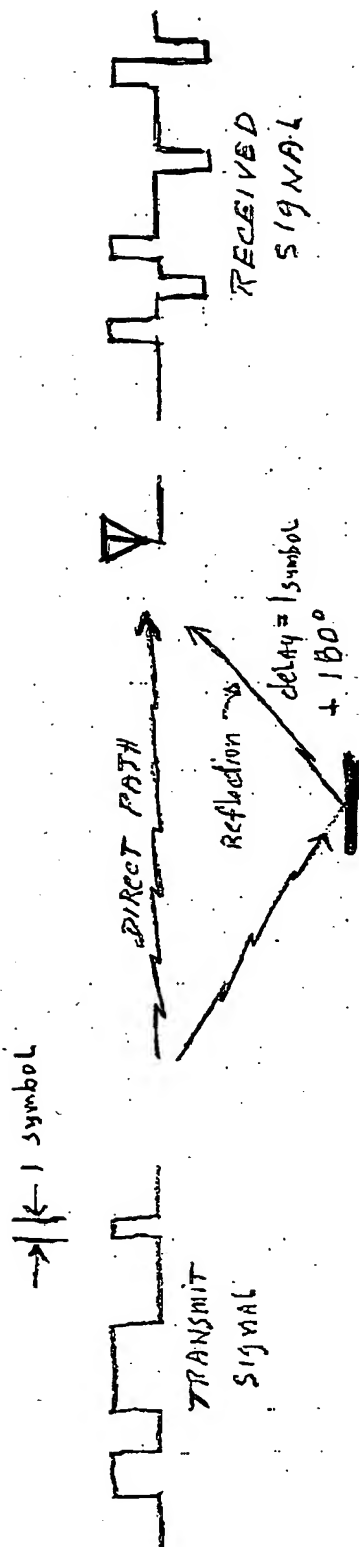 →||← 1 symbol
TRANSMIT
SIGNAL
DIRECT PATH
Reflection
delay = 1 symbol
+ 180°
RECEIVED
SIGNAL